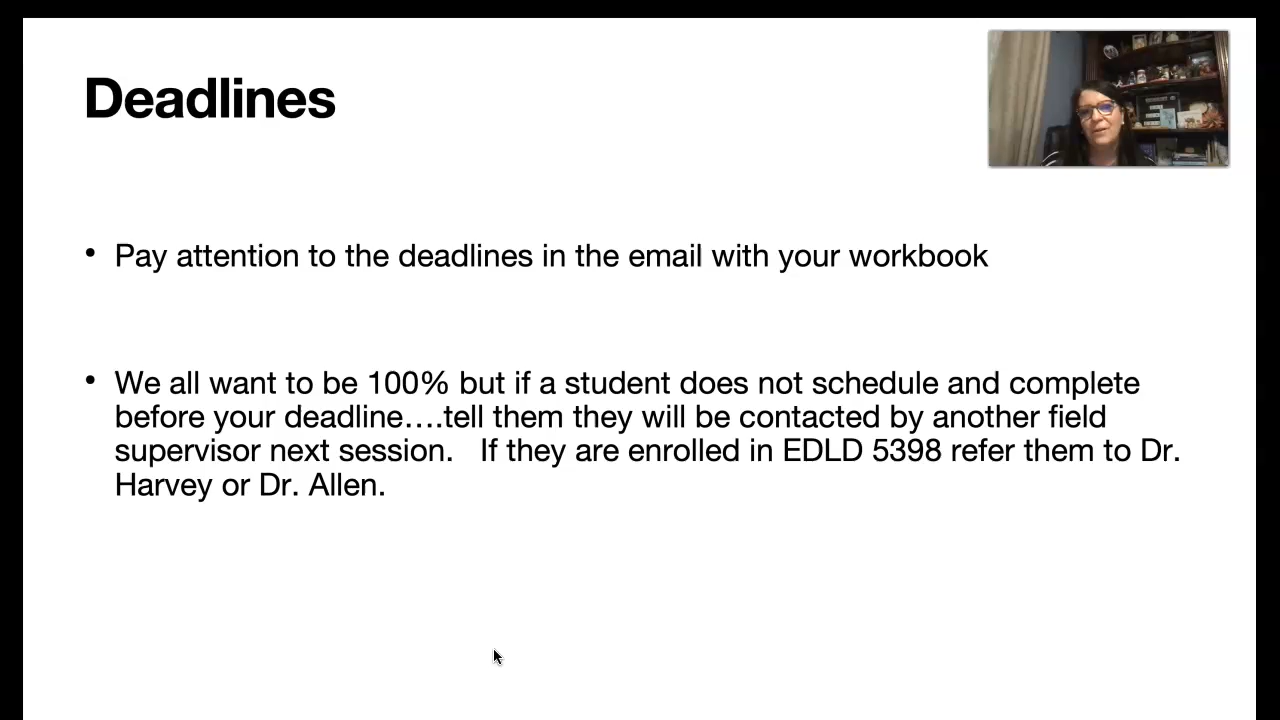 Deadlines
• Pay attention to the deadlines in the email with your workbook
• We all want to be 100% but if a student does not schedule and complete
before your deadline….tell them they will be contacted by another field
supervisor next session.   If they are enrolled in EDLD 5398 refer them to Dr.
Harvey or Dr. Allen.